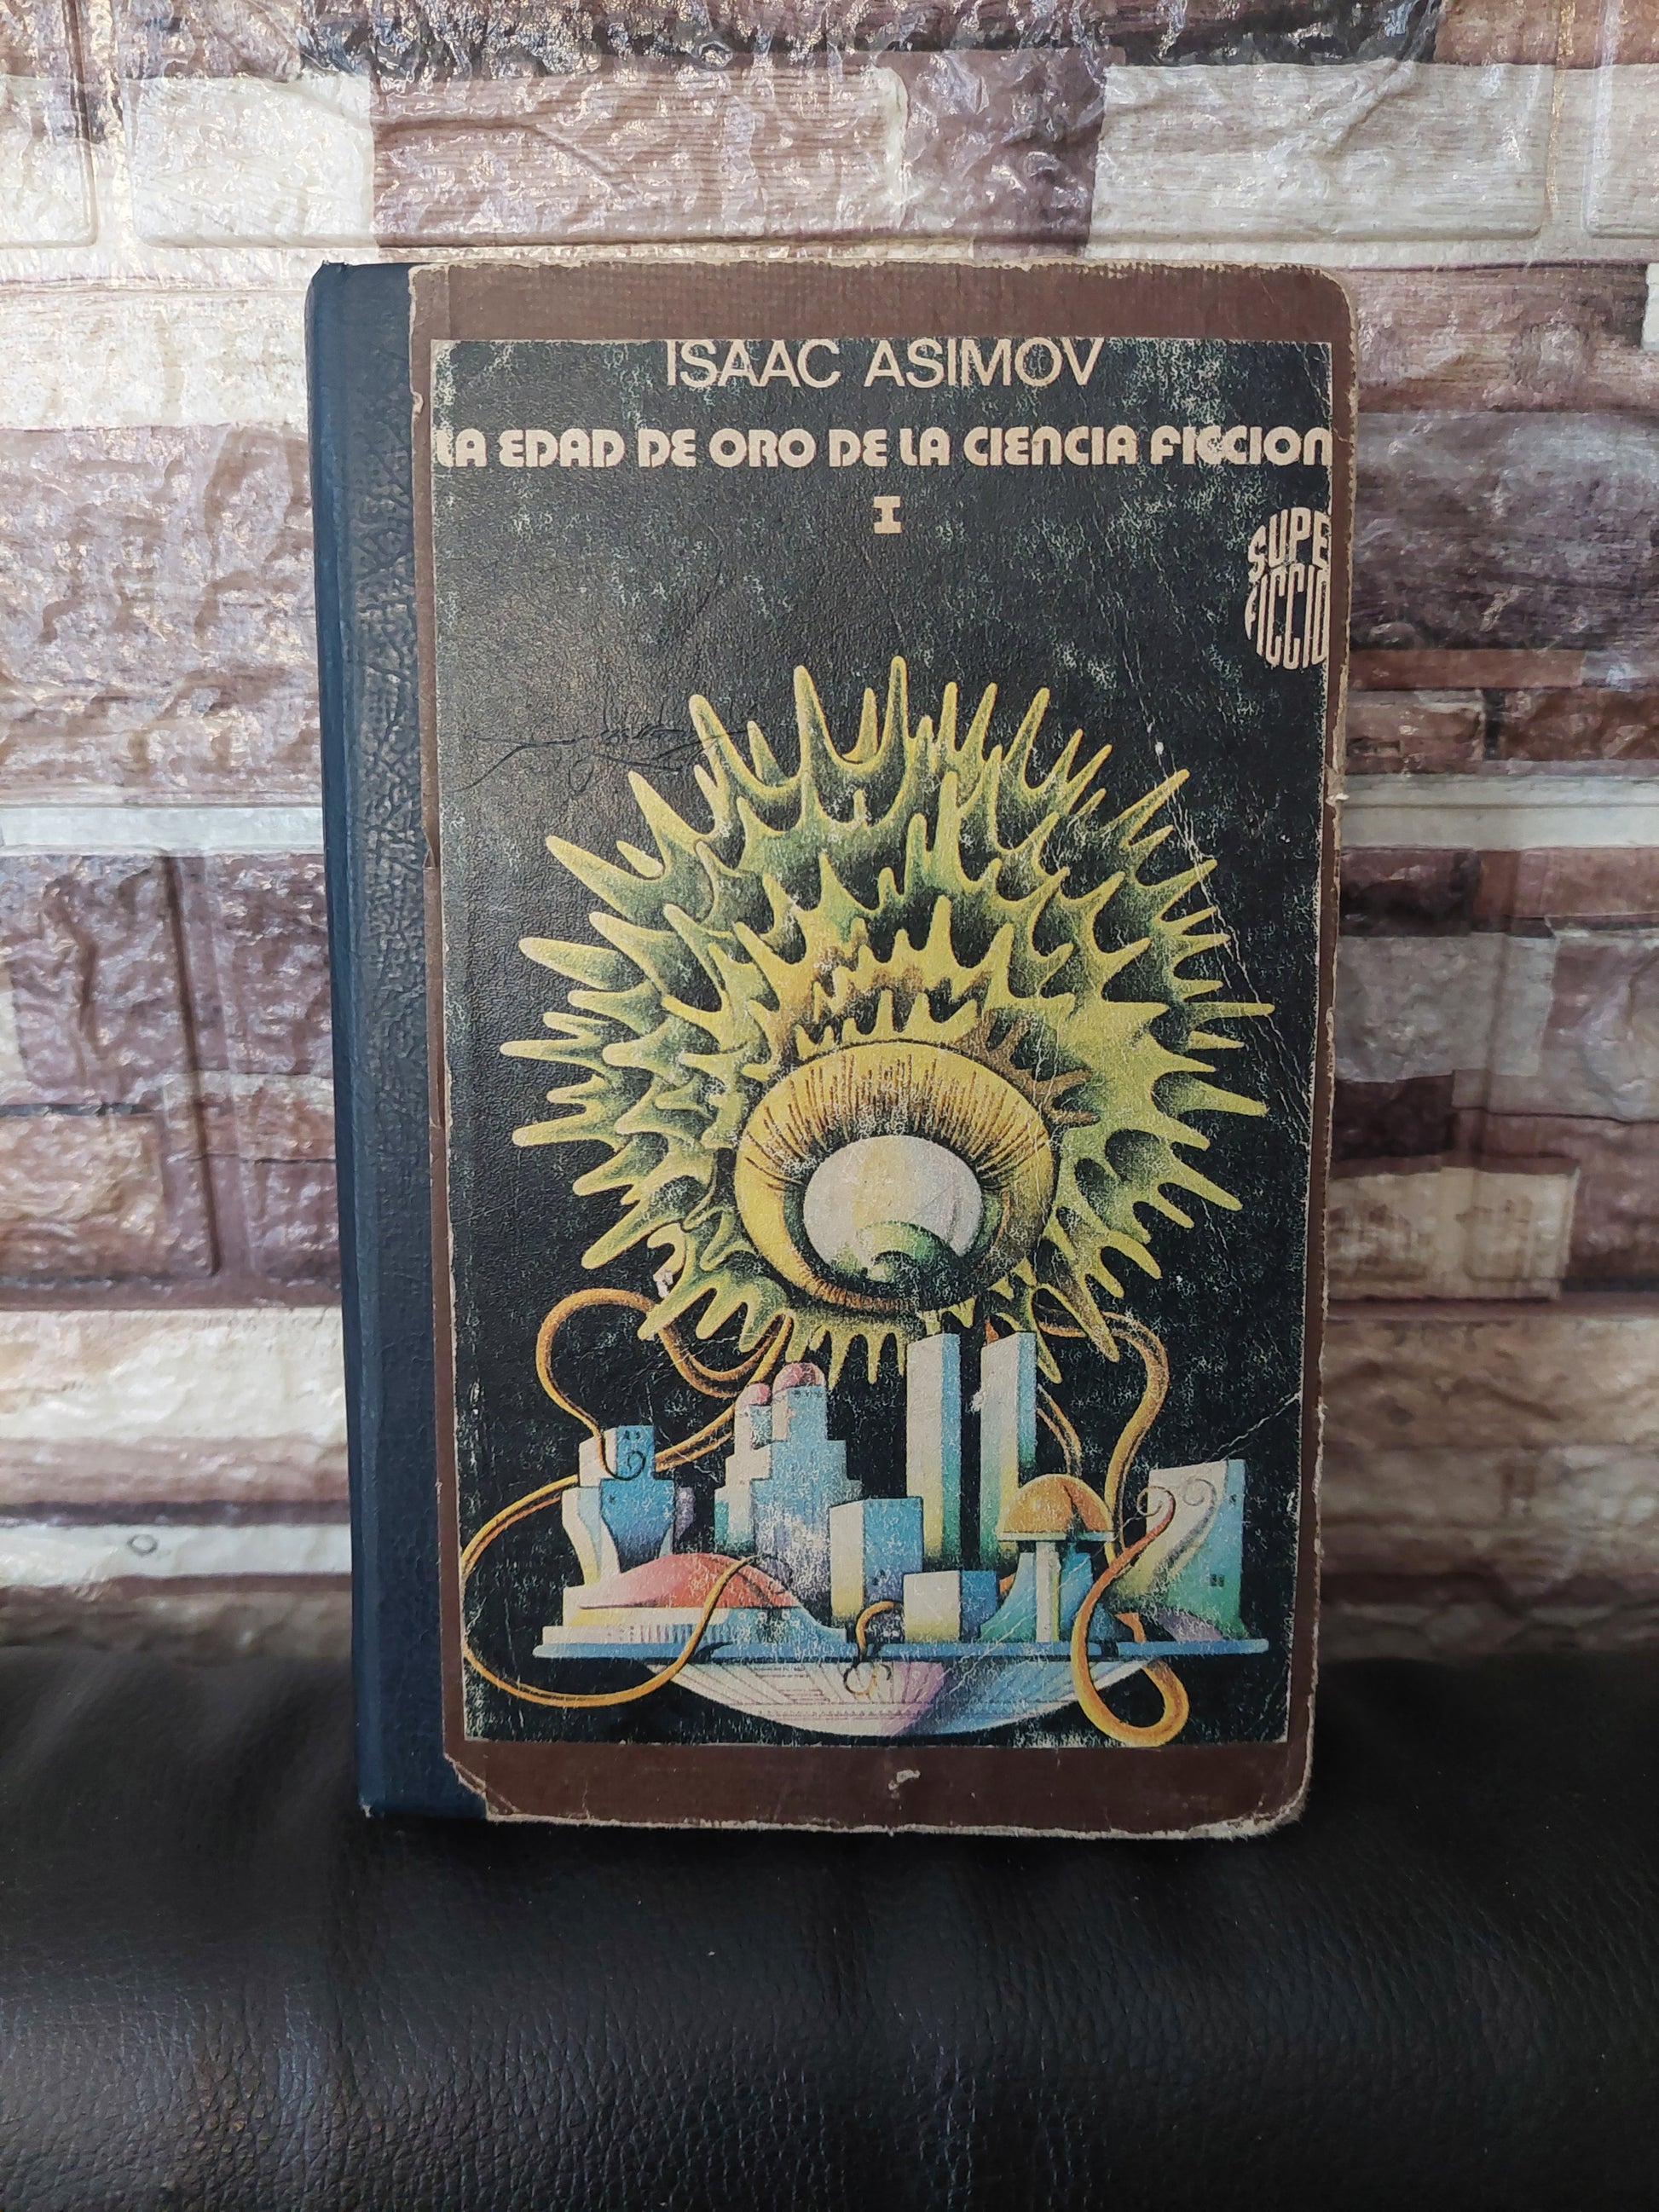 ISAAC ASIMOV
LA EDAD DE ORO DE LA CIENCIA FICCION
I
SUPE
FICCIO